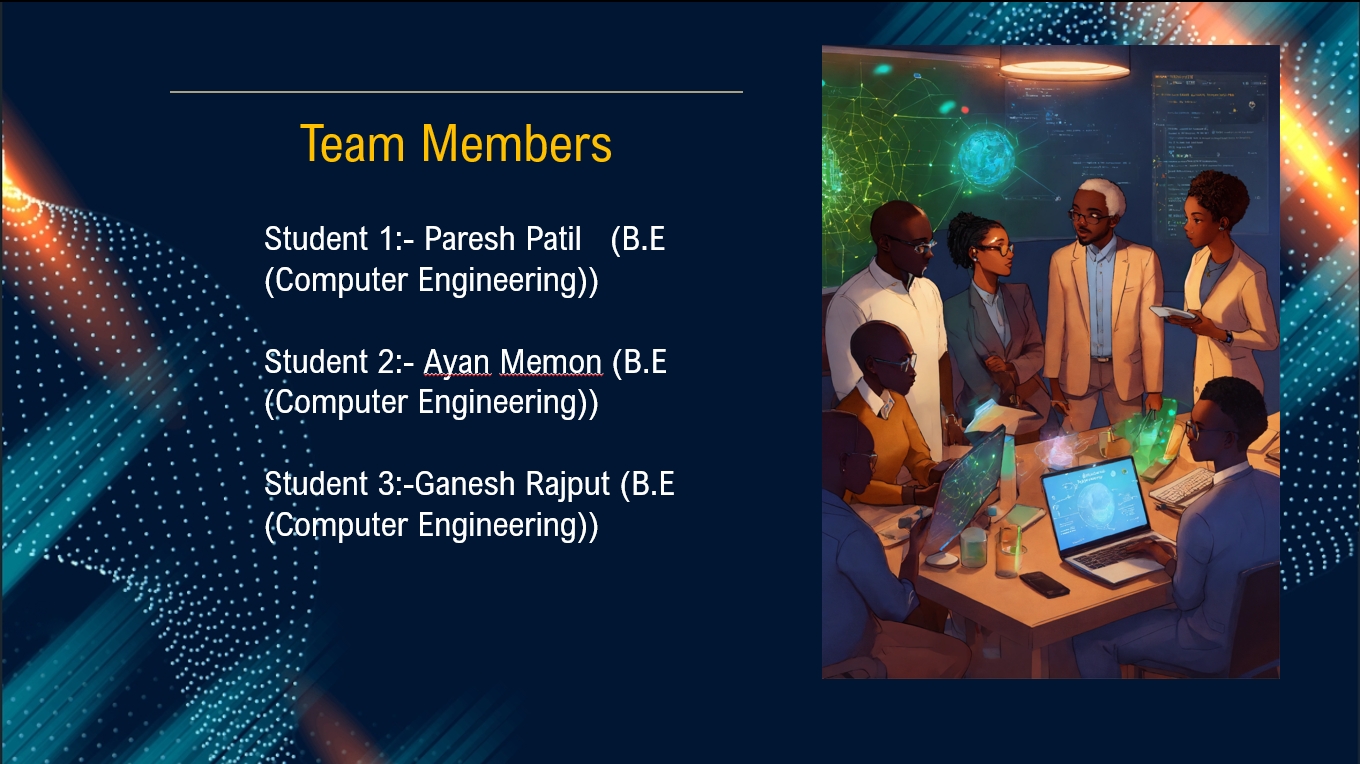 Team Members
Student 1:- Paresh Patil (B.E
(Computer Engineering))
Student 2:- Ayan Memon (B.E
(Computer Engineering))
Student 3:-Ganesh Rajput (B.E
(Computer Engineering))